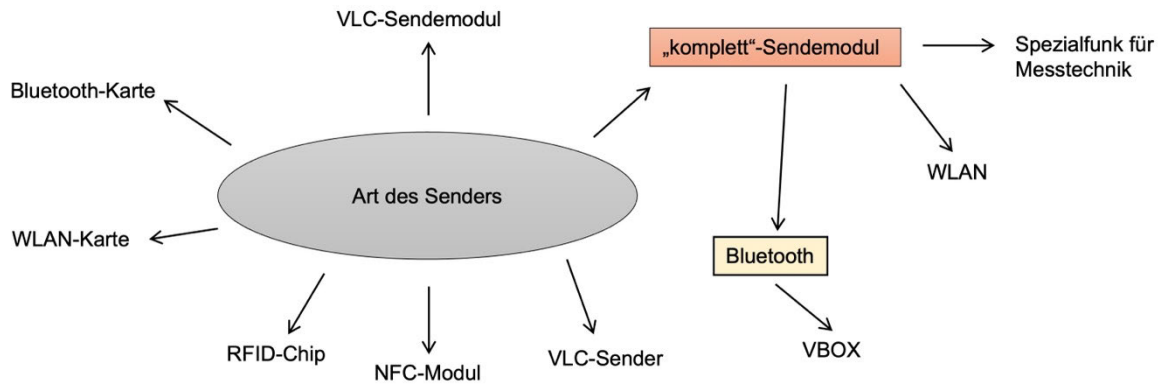 VLC-Sendemodul
„komplett“-Sendemodul
Spezialfunk für
Messtechnik
Bluetooth-Karte
WLAN
Art des Senders
WLAN-Karte
Bluetooth
RFID-Chip
NFC-Modul
VLC-Sender
VBOX